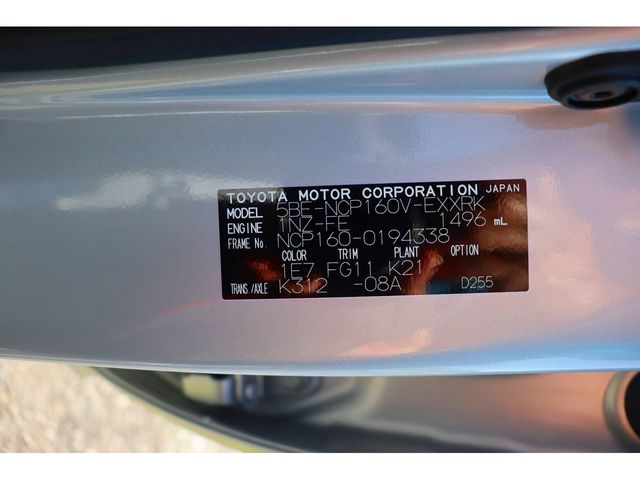 TOYOTA MOTOR CORPORATION JAPAN
MODEL 5BE-NCP160V-EXXRK
ENGINE 1NZ-FE 1496 mL
FRAME No. NCP160-0194338
COLOR TRIM PLANT OPTION
1E7 FG11 K21
TRANS./AXLE K312 -08A D255